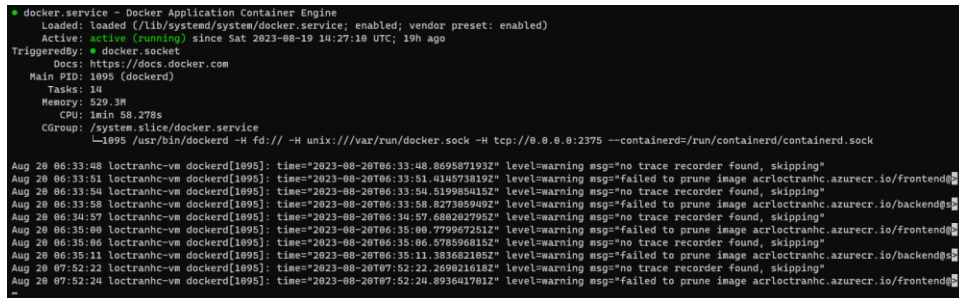 ● docker.service - Docker Application Container Engine
Loaded: loaded (/lib/systemd/system/docker.service; enabled; vendor preset: enabled)
Active: active (running) since Sat 2023-08-19 14:27:10 UTC; 19h ago
TriggeredBy: ● docker.socket
Docs: https://docs.docker.com
Main PID: 1095 (dockerd)
Tasks: 14
Memory: 529.3M
CPU: 1min 58.278s
CGroup: /system.slice/docker.service
└─1095 /usr/bin/dockerd -H fd:// -H unix:///var/run/docker.sock -H tcp://0.0.0.0:2375 --containerd=/run/containerd/containerd.sock
Aug 20 06:33:48 loctranhc-vm dockerd[1095]: time="2023-08-20T06:33:48.869587193Z" level=warning msg="no trace recorder found, skipping"
Aug 20 06:33:51 loctranhc-vm dockerd[1095]: time="2023-08-20T06:33:51.414573819Z" level=warning msg="failed to prune image acrloctranhc.azurecr.io/frontend@>
Aug 20 06:33:54 loctranhc-vm dockerd[1095]: time="2023-08-20T06:33:54.519985415Z" level=warning msg="no trace recorder found, skipping"
Aug 20 06:33:58 loctranhc-vm dockerd[1095]: time="2023-08-20T06:33:58.827305949Z" level=warning msg="failed to prune image acrloctranhc.azurecr.io/backend@s>
Aug 20 06:34:57 loctranhc-vm dockerd[1095]: time="2023-08-20T06:34:57.680202795Z" level=warning msg="no trace recorder found, skipping"
Aug 20 06:35:00 loctranhc-vm dockerd[1095]: time="2023-08-20T06:35:00.779967251Z" level=warning msg="failed to prune image acrloctranhc.azurecr.io/frontend@>
Aug 20 06:35:06 loctranhc-vm dockerd[1095]: time="2023-08-20T06:35:06.578596815Z" level=warning msg="no trace recorder found, skipping"
Aug 20 06:35:11 loctranhc-vm dockerd[1095]: time="2023-08-20T06:35:11.383682105Z" level=warning msg="failed to prune image acrloctranhc.azurecr.io/backend@s>
Aug 20 07:52:22 loctranhc-vm dockerd[1095]: time="2023-08-20T07:52:22.269021618Z" level=warning msg="no trace recorder found, skipping"
Aug 20 07:52:24 loctranhc-vm dockerd[1095]: time="2023-08-20T07:52:24.893641701Z" level=warning msg="failed to prune image acrloctranhc.azurecr.io/frontend@>
~